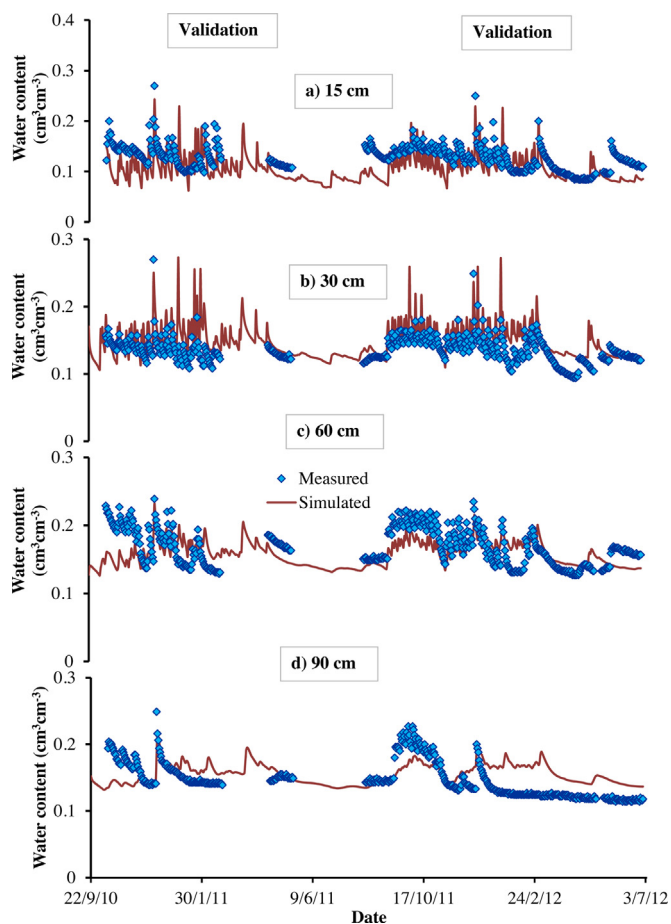 Validation
Validation
Water content
(cm³cm⁻³)
0.4
0.3
0.2
0.1
0
a) 15 cm
Water content
(cm³cm⁻³)
0.3
0.2
0.1
0
b) 30 cm
Water content
(cm³cm⁻³)
0.3
0.2
0.1
0
c) 60 cm
Measured
Simulated
Water content (cm³cm⁻³)
0.3
0.2
0.1
0
d) 90 cm
22/9/10
30/1/11
9/6/11
17/10/11
24/2/12
3/7/12
Date